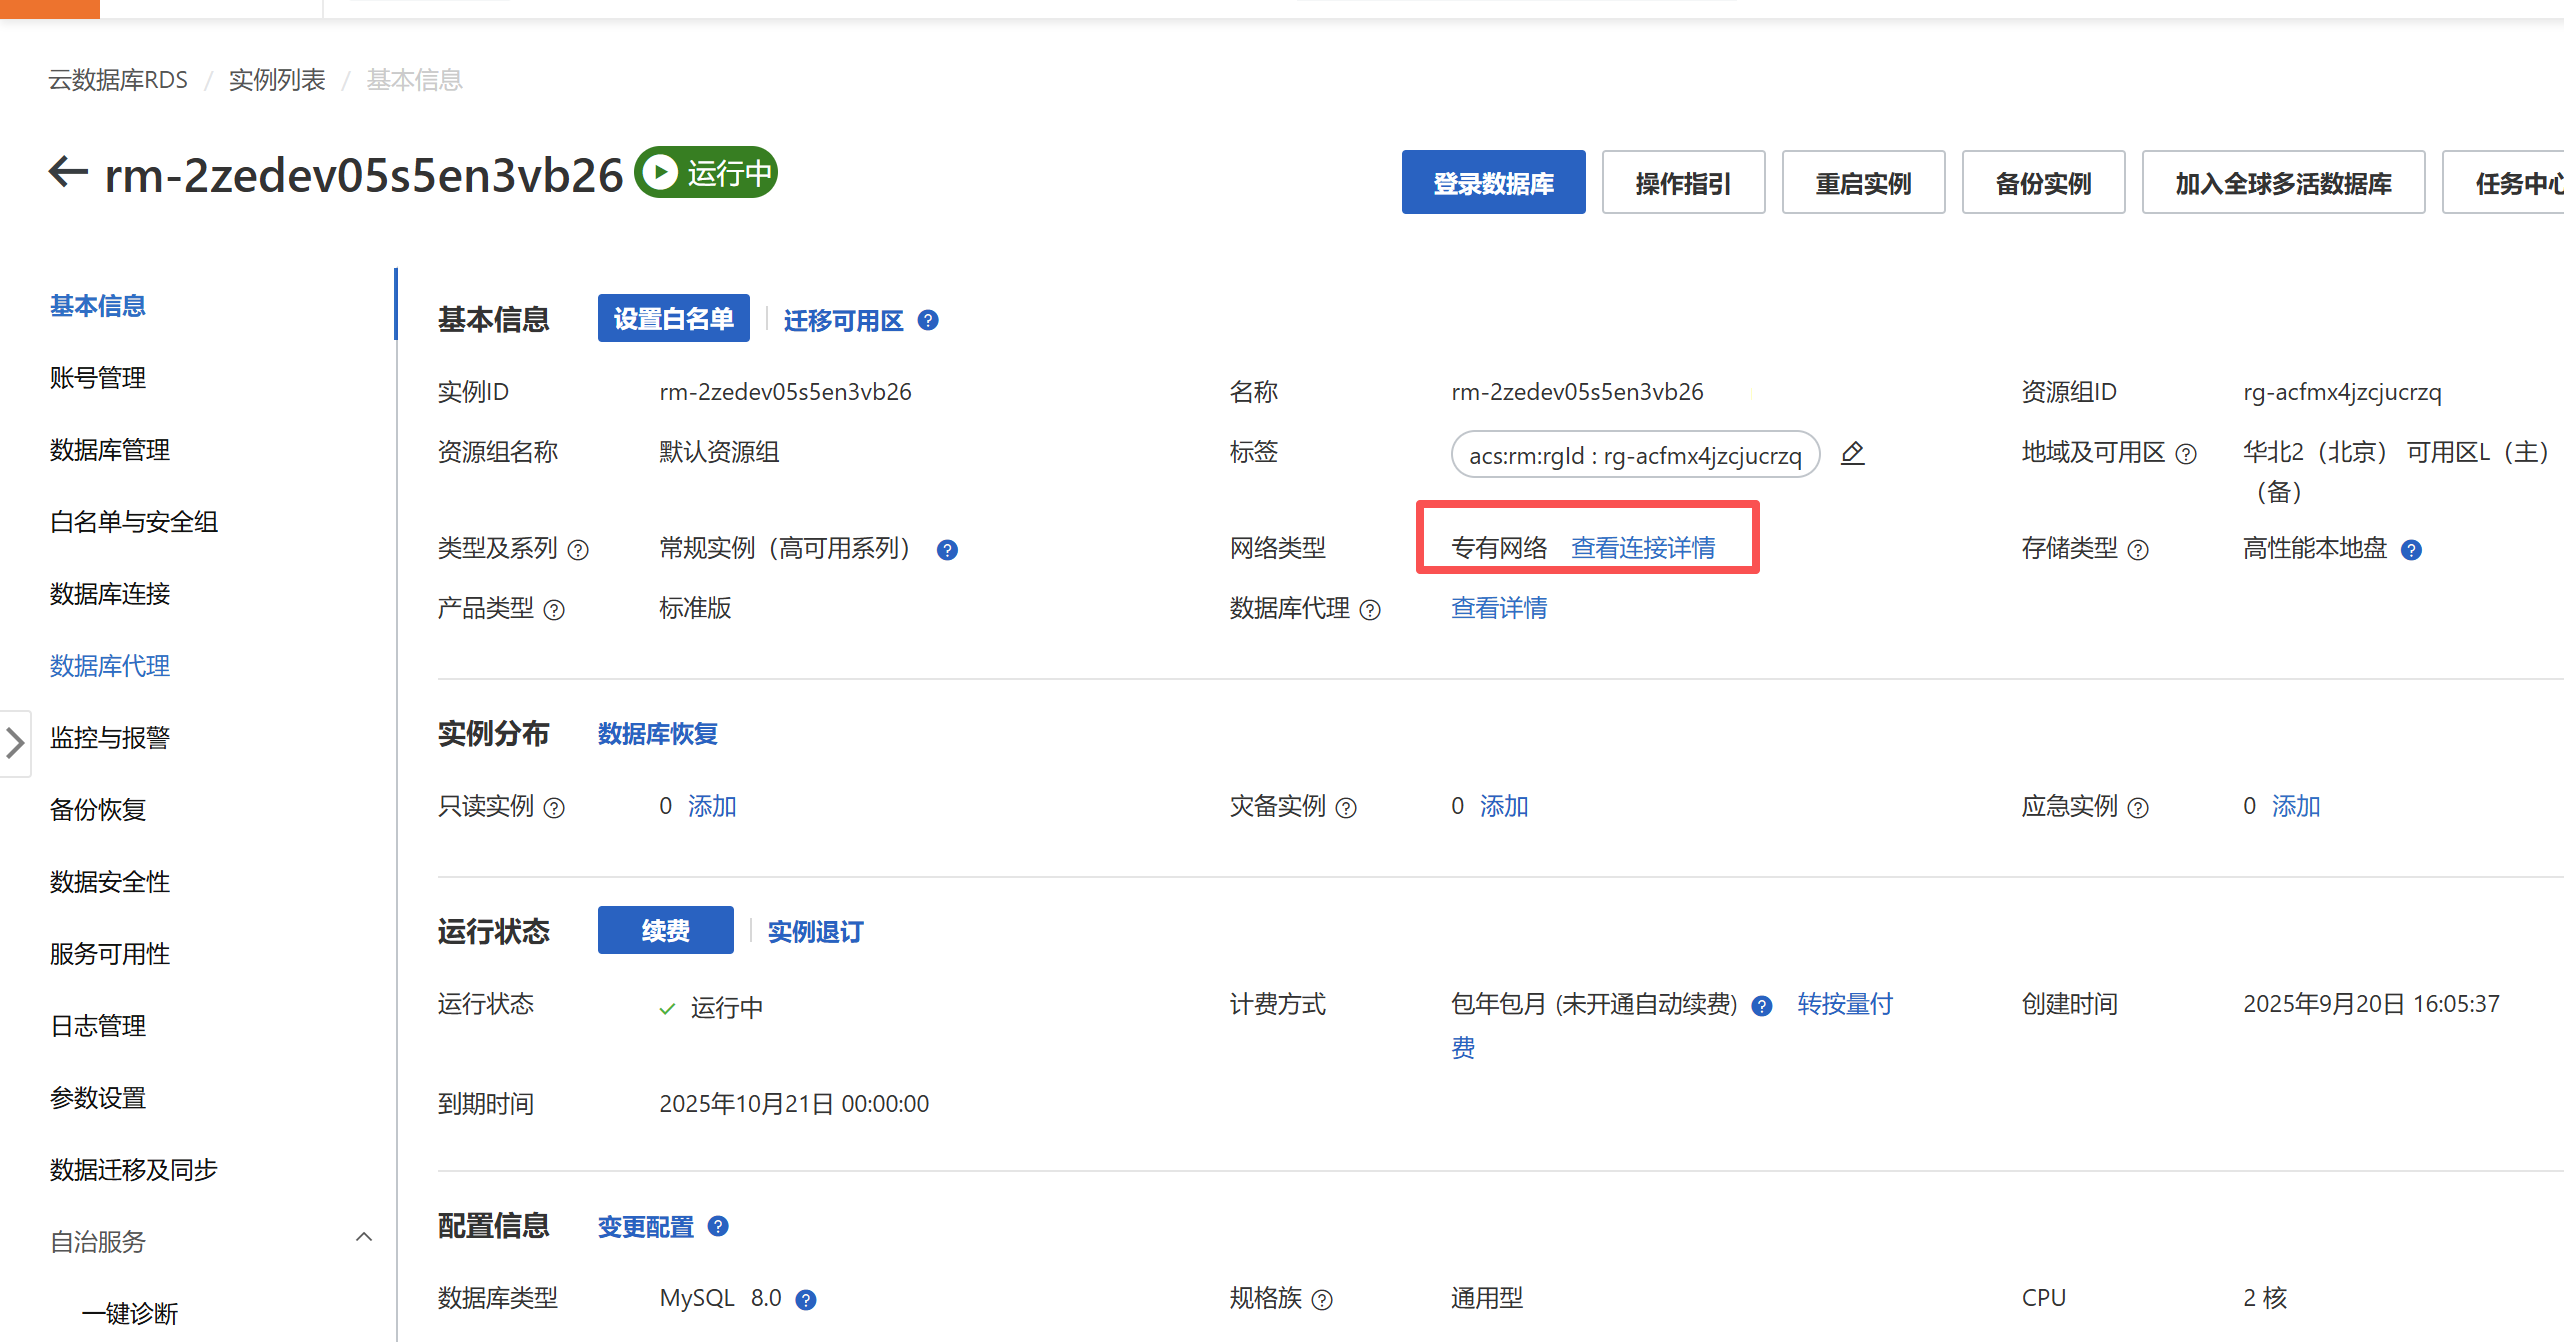 云数据库RDS / 实例列表 / 基本信息
rm-2zedev05s5en3vb26 运行中
登录数据库 操作指引 重启实例 备份实例 加入全球多活数据库 任务中心
基本信息
账号管理
数据库管理
白名单与安全组
数据库连接
数据库代理
监控与报警
备份恢复
数据安全性
服务可用性
日志管理
参数设置
数据迁移及同步
自治服务
一键诊断
基本信息 设置白名单 迁移可用区
实例ID rm-2zedev05s5en3vb26 名称 rm-2zedev05s5en3vb26 资源组ID rg-acfmx4jzcjucrzq
资源组名称 默认资源组 标签 acs:rm:rgId : rg-acfmx4jzcjucrzq 地域及可用区 华北2（北京） 可用区L（主）
（备）
类型及系列 常规实例（高可用系列） 网络类型 专有网络 查看连接详情 存储类型 高性能本地盘
产品类型 标准版 数据库代理 查看详情
实例分布 数据库恢复
只读实例 0 添加 灾备实例 0 添加 应急实例 0 添加
运行状态 续费 实例退订
运行状态 运行中 计费方式 包年包月 (未开通自动续费) 转按量付 创建时间 2025年9月20日 16:05:37
费
到期时间 2025年10月21日 00:00:00
配置信息 变更配置
数据库类型 MySQL 8.0 规格族 通用型 CPU 2 核